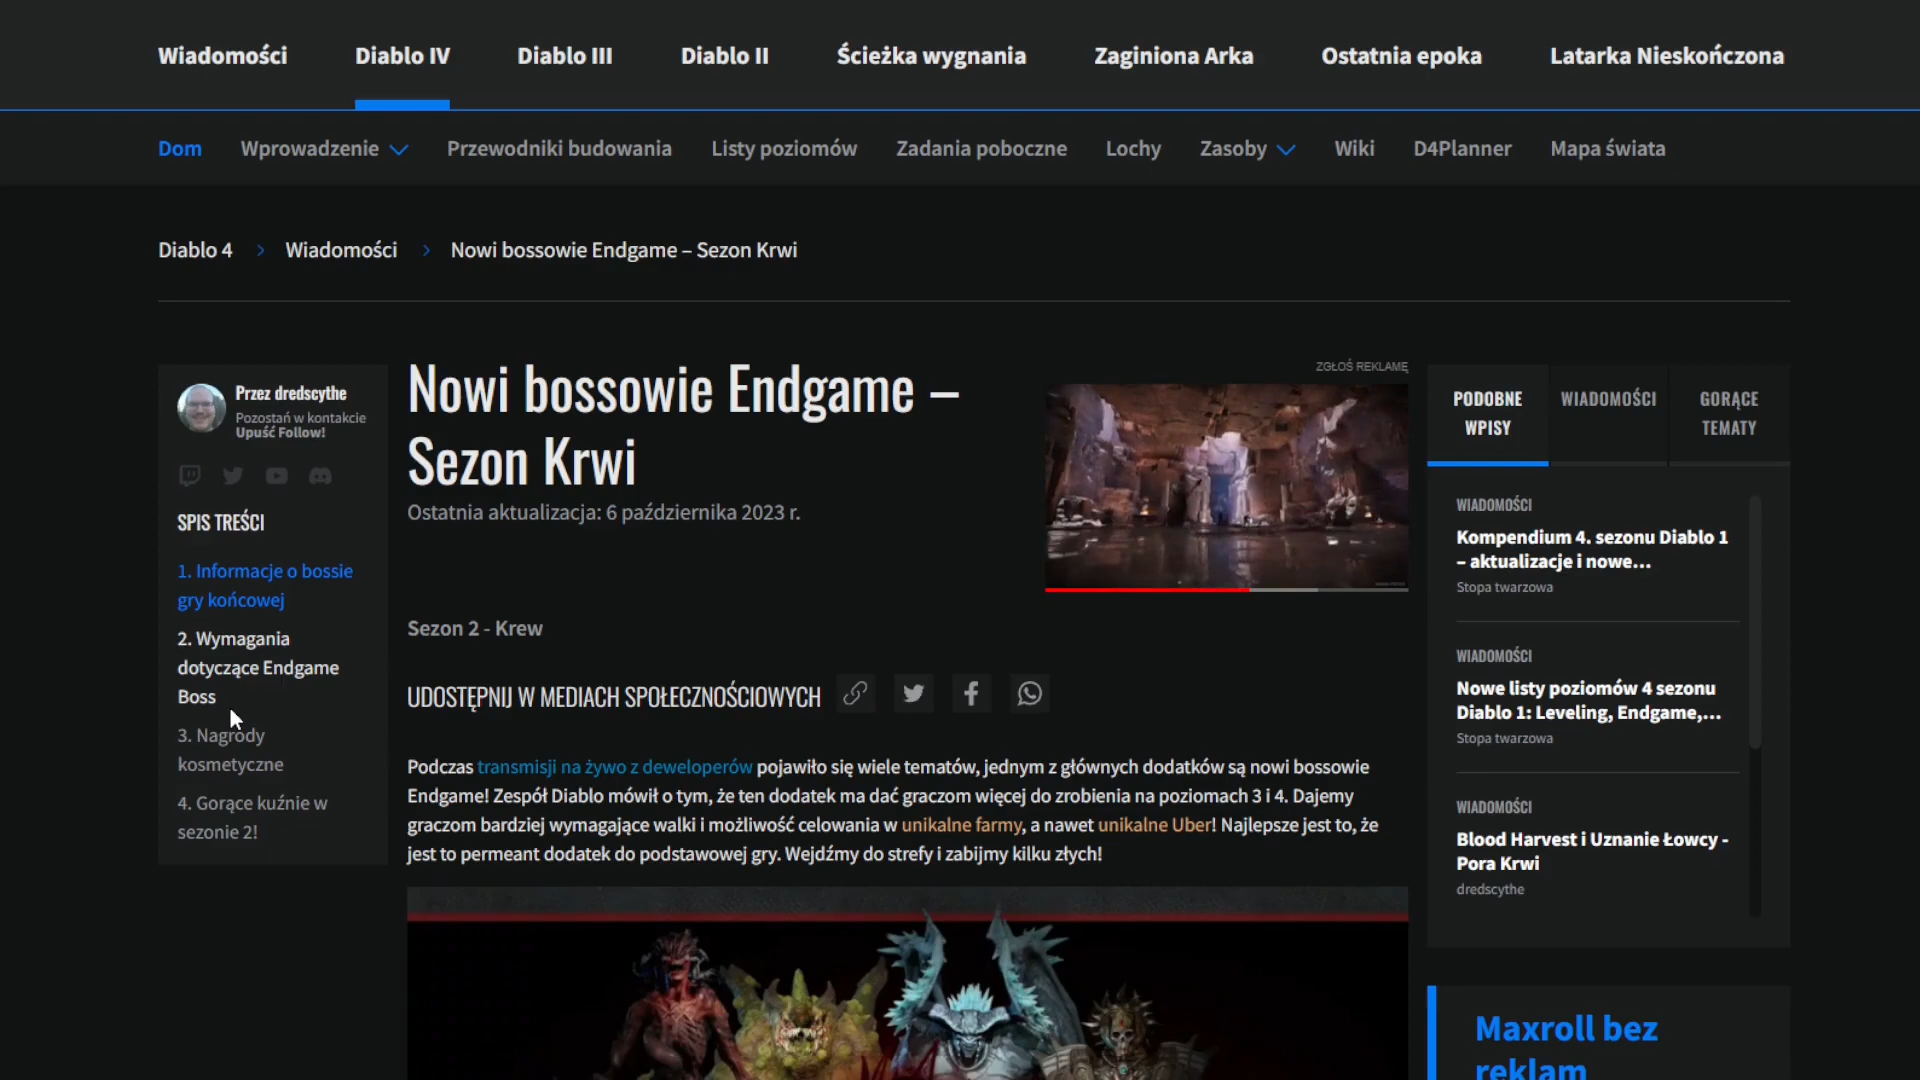 Wiadomości Diablo IV Diablo III Diablo II Ścieżka wygnania Zaginiona Arka Ostatnia epoka Latarka Nieskończona
Dom Wprowadzenie Przewodniki budowania Listy poziomów Zadania poboczne Lochy Zasoby Wiki D4Planner Mapa świata
Diablo 4 > Wiadomości > Nowi bossowie Endgame – Sezon Krwi
Przez dredscythe
Pozostań w kontakcie
Upuść Follow!
SPIS TREŚCI
1. Informacje o bossie
gry końcowej
2. Wymagania
dotyczące Endgame
Boss
3. Nagrody
kosmetyczne
4. Gorące kuźnie w
sezonie 2!
Nowi bossowie Endgame –
Sezon Krwi
Ostatnia aktualizacja: 6 października 2023 r.
ZGŁOŚ REKLAMĘ
Sezon 2 - Krew
UDOSTĘPNIJ W MEDIACH SPOŁECZNOŚCIOWYCH
Podczas transmisji na żywo z deweloperów pojawiło się wiele tematów, jednym z głównych dodatków są nowi bossowie
Endgame! Zespół Diablo mówił o tym, że ten dodatek ma dać graczom więcej do zrobienia na poziomach 3 i 4. Dajemy
graczom bardziej wymagające walki i możliwość celowania w unikalne farmy, a nawet unikalne Uber! Najlepsze jest to, że
jest to permeant dodatek do podstawowej gry. Wejdźmy do strefy i zabijmy kilku złych!
PODOBNE
WPISY
WIADOMOŚCI
GORĄCE
TEMATY
WIADOMOŚCI
Kompendium 4. sezonu Diablo 1
– aktualizacje i nowe...
Stopa twarzowa
WIADOMOŚCI
Nowe listy poziomów 4 sezonu
Diablo 1: Leveling, Endgame,...
Stopa twarzowa
WIADOMOŚCI
Blood Harvest i Uznanie Łowcy -
Pora Krwi
dredscythe
Maxroll bez
reklam